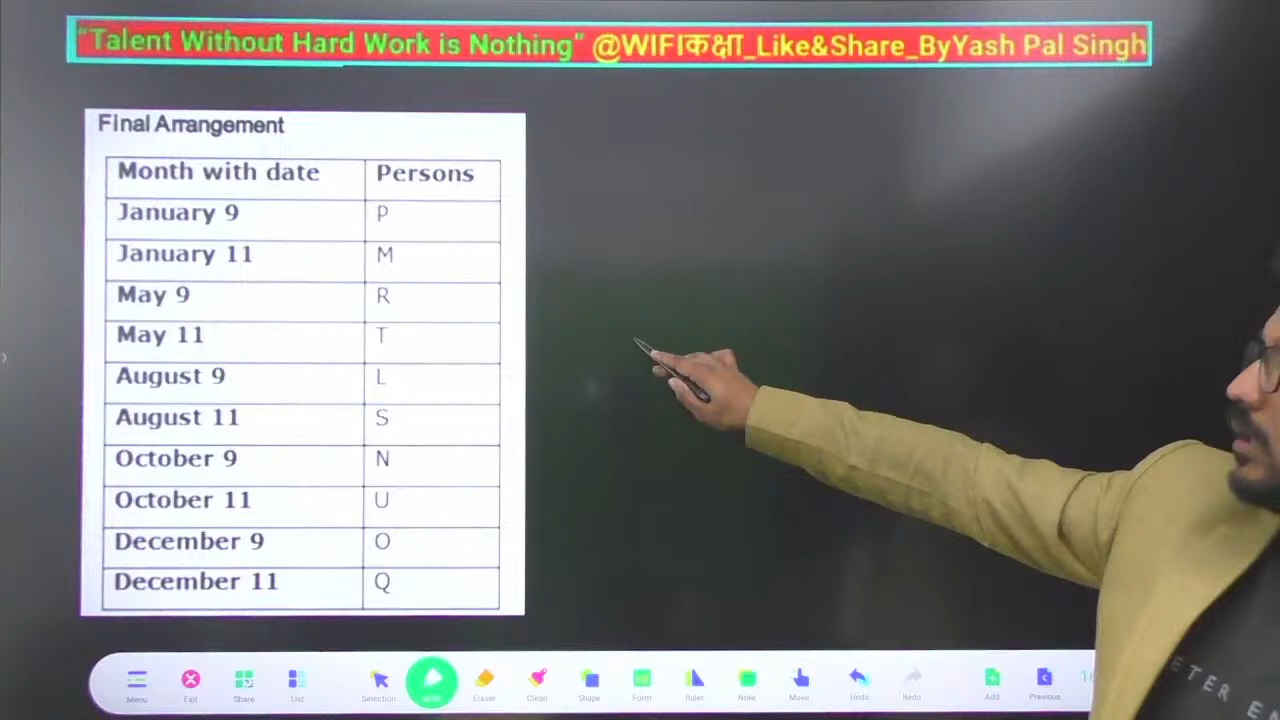 "Talent Without Hard Work is Nothing" @WIFIकक्षा_Like&Share_ByYash Pal Singh
Final Arrangement
Month with date Persons
January 9 P
January 11 M
May 9 R
May 11 T
August 9 L
August 11 S
October 9 N
October 11 U
December 9 O
December 11 Q
Menu Exit Share List Selection Eraser Clean Shape Form Ruler Note Move Undo Redo Add Previous
ETER E